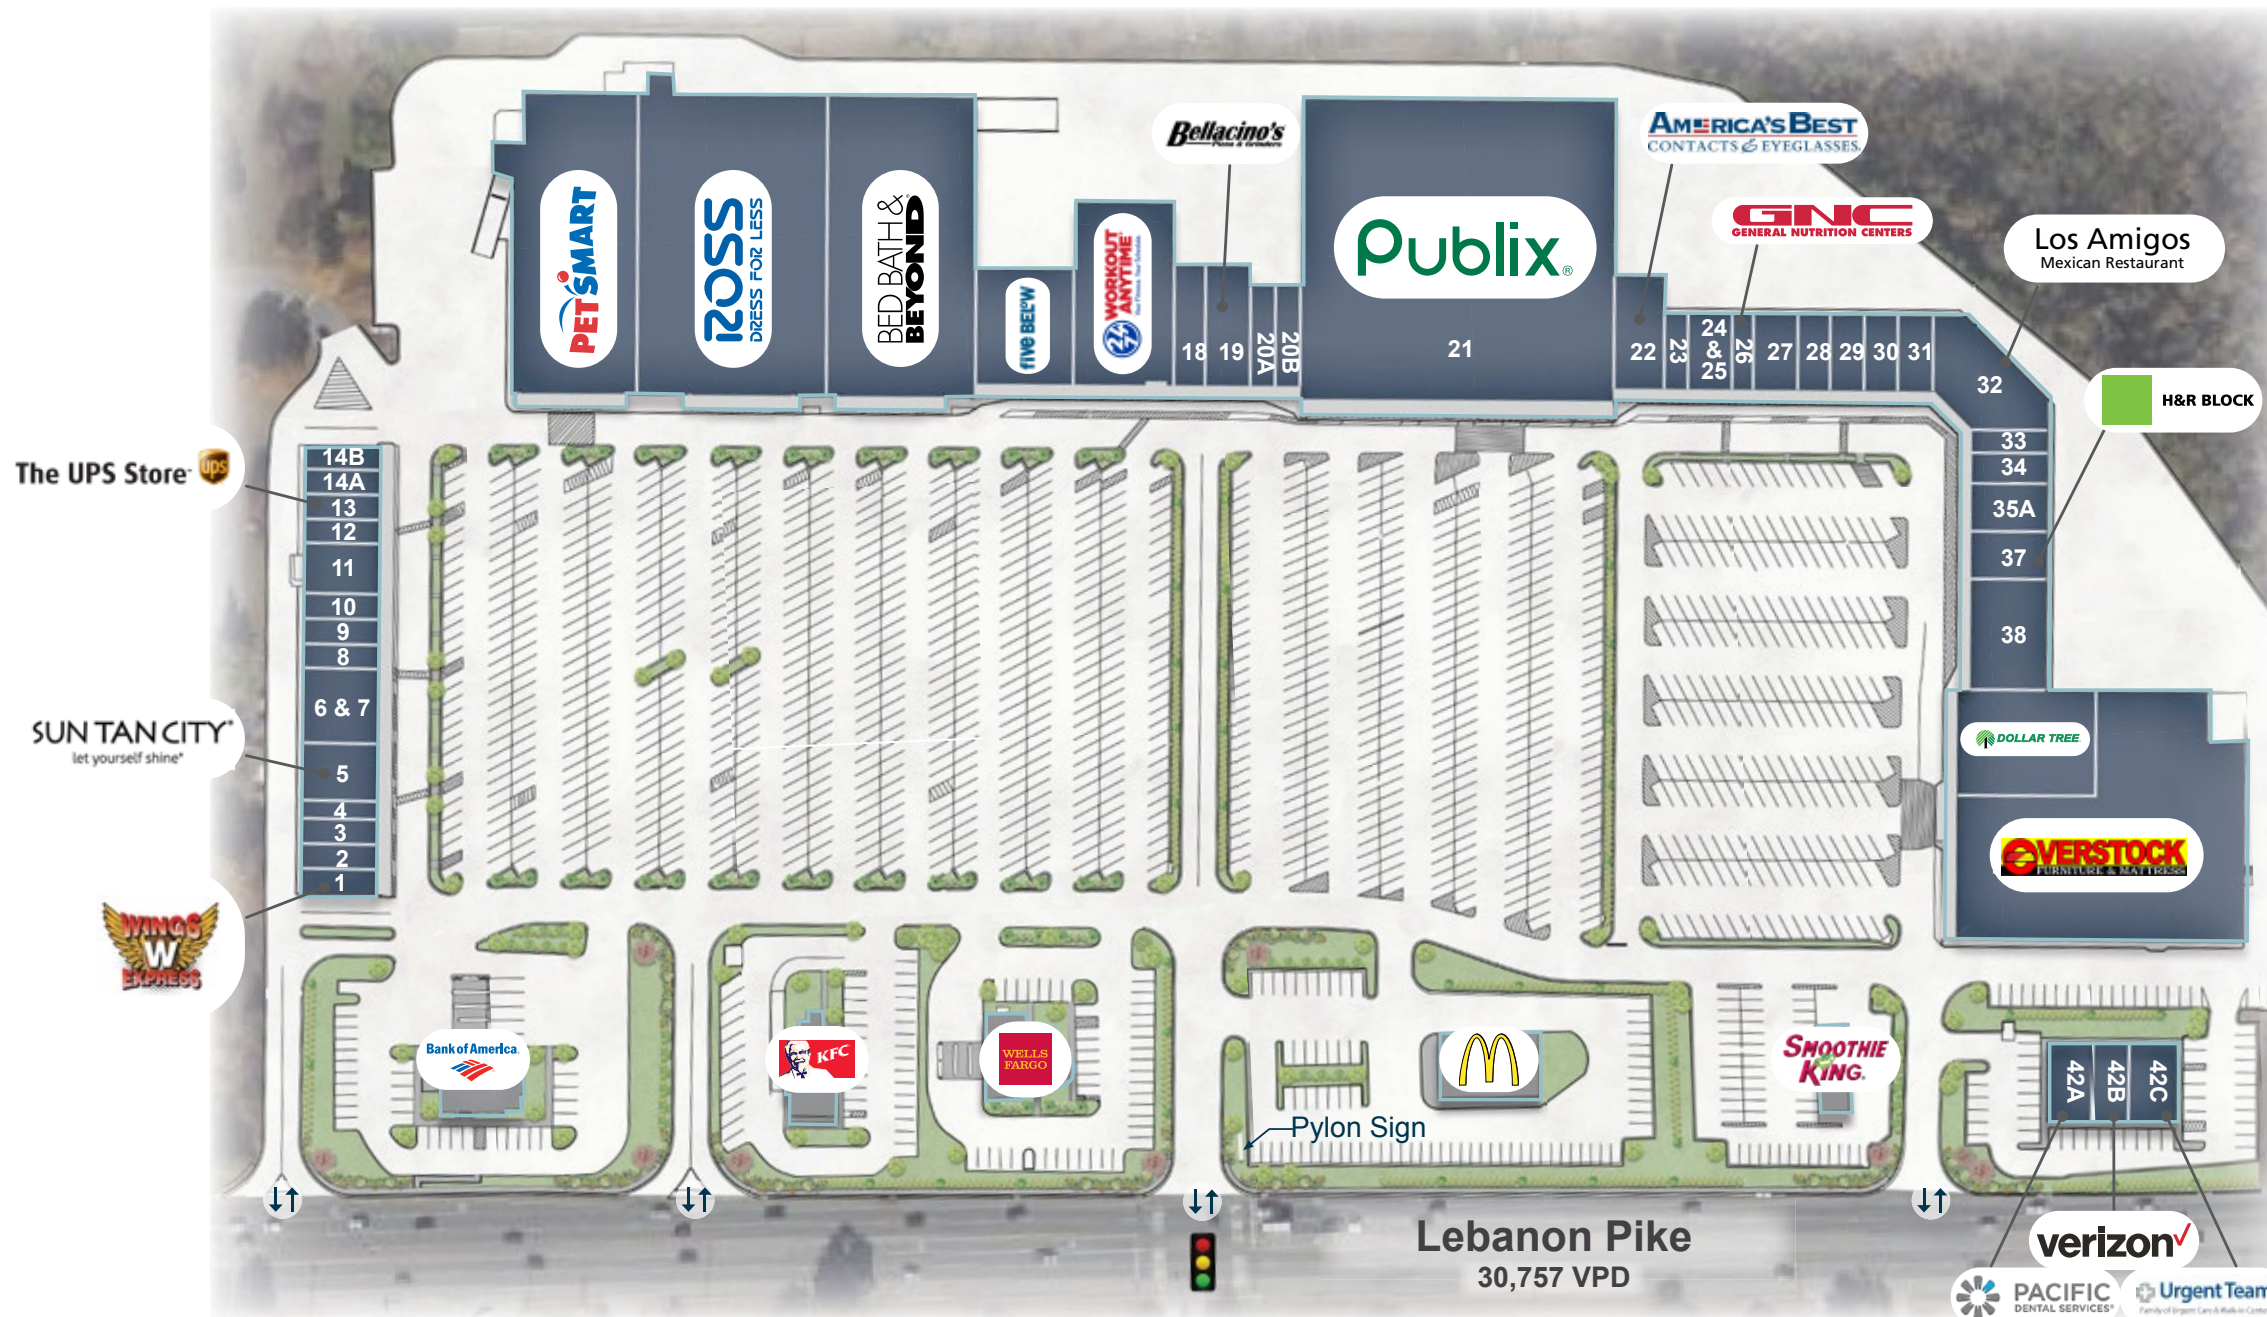 Bellacino's
Pizza & Grinders
AMERICA'S BEST
CONTACTS & EYEGLASSES.
GNC
GENERAL NUTRITION CENTERS
Los Amigos
Mexican Restaurant
H&R BLOCK
PETSMART
ROSS
DRESS FOR LESS
BED BATH &
BEYOND
five BELOW
WORKOUT
ANYTIME
Publix®
18
19
20A
20B
21
22
23
24
&
25
26
27
28
29
30
31
32
33
34
35A
37
38
The UPS Store
ups
14B
14A
13
12
11
10
9
8
6 & 7
5
4
3
2
1
SUN TAN CITY®
let yourself shine®
WINGS
W
EXPRESS
DOLLAR TREE
OVERSTOCK
FURNITURE & MATTRESS
Bank of America
KFC
WELLS
FARGO
SMOOTHIE
KING®
42A
42B
42C
Pylon Sign
Lebanon Pike
30,757 VPD
verizon
PACIFIC
DENTAL SERVICES®
Urgent Team